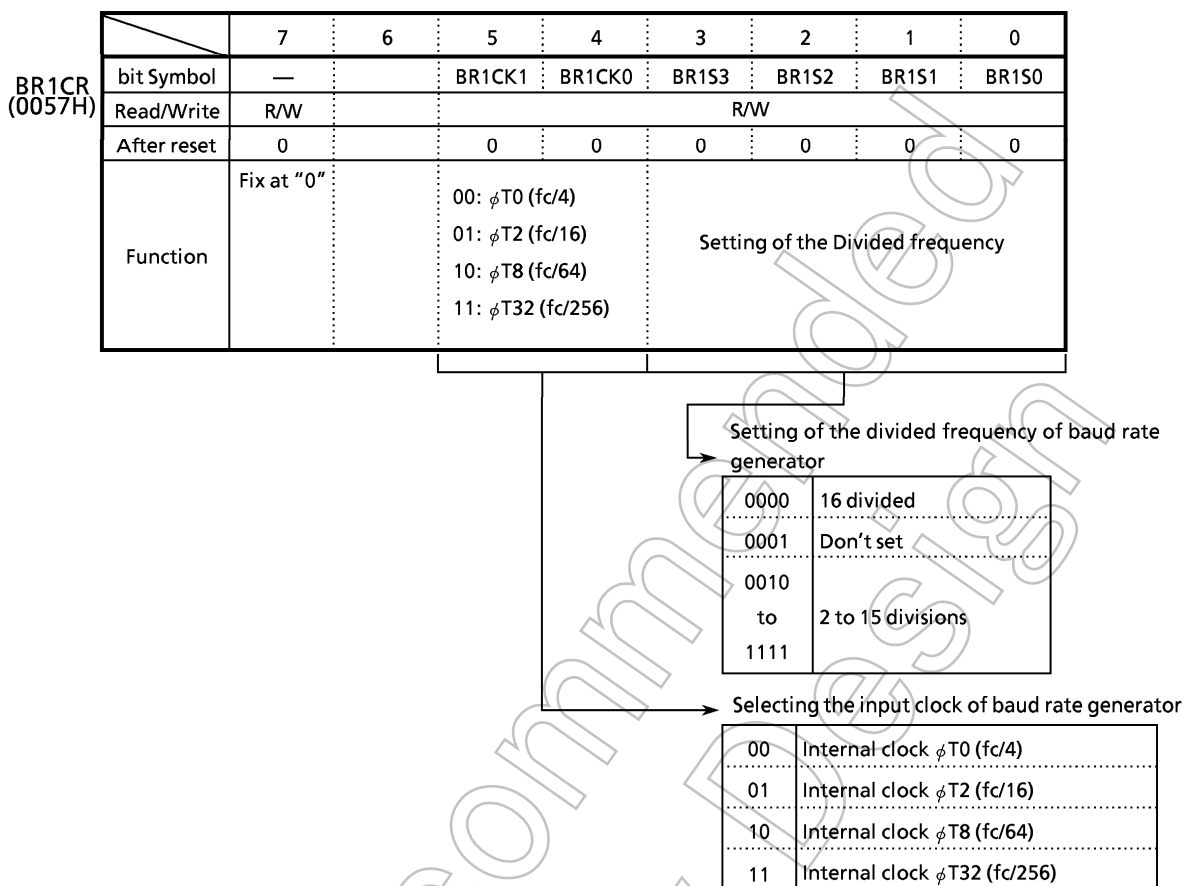 7 6 5 4 3 2 1 0
BR1CR
(0057H)
bit Symbol — BR1CK1 BR1CK0 BR1S3 BR1S2 BR1S1 BR1S0
Read/Write R/W R/W
After reset 0 0 0 0 0 0 0
Function
Fix at "0"
00: φT0 (fc/4)
01: φT2 (fc/16)
10: φT8 (fc/64)
11: φT32 (fc/256)
Setting of the Divided frequency
Setting of the divided frequency of baud rate
generator
0000 16 divided
0001 Don't set
0010
to 2 to 15 divisions
1111
Selecting the input clock of baud rate generator
00 Internal clock φT0 (fc/4)
01 Internal clock φT2 (fc/16)
10 Internal clock φT8 (fc/64)
11 Internal clock φT32 (fc/256)
ommended
Design